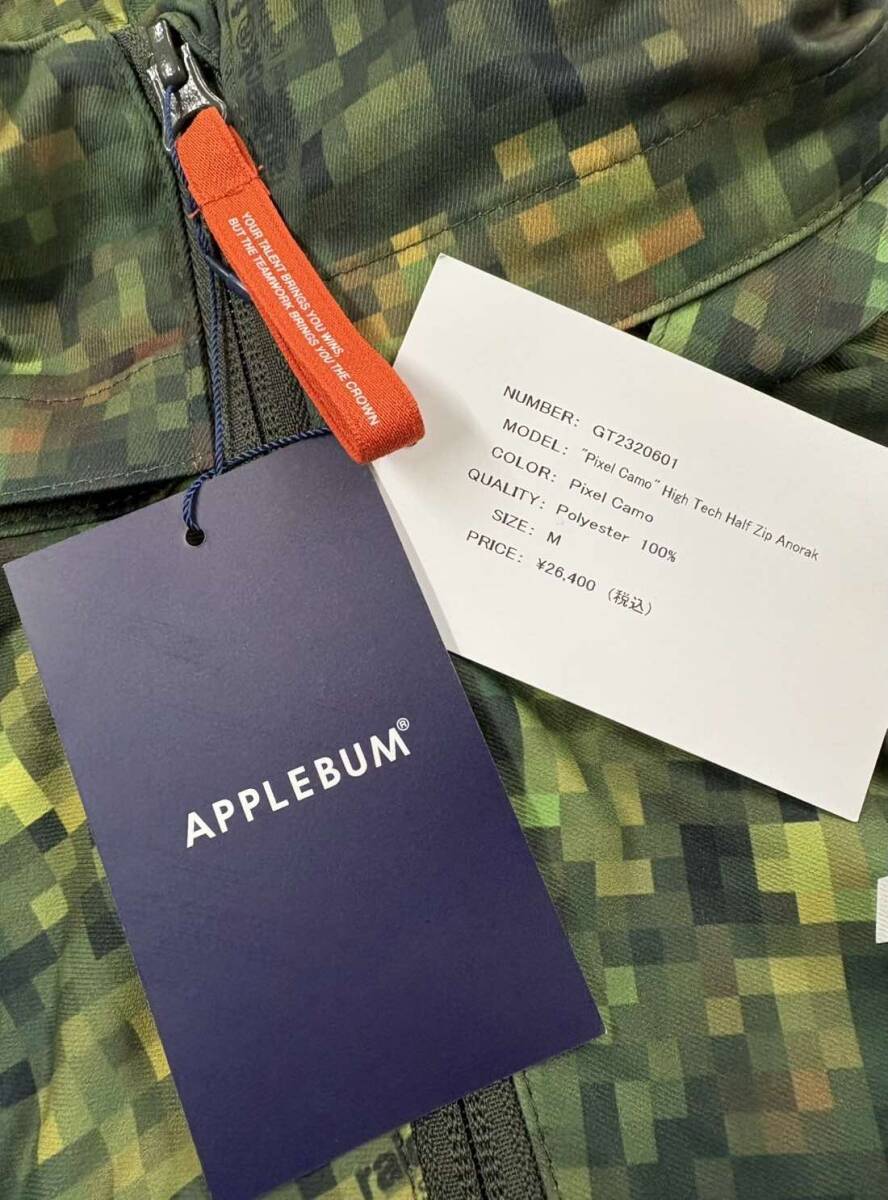 YOUR TALENT BRINGS YOU WINS,
BUT THE TEAMWORK BRINGS YOU THE CROWN
NUMBER: GT2320601
MODEL: "Pixel Camo" High Tech Half Zip Anorak
COLOR: Pixel Camo
QUALITY: Polyester 100%
SIZE: M
PRICE: ¥26,400 (税込)
APPLEBUM®